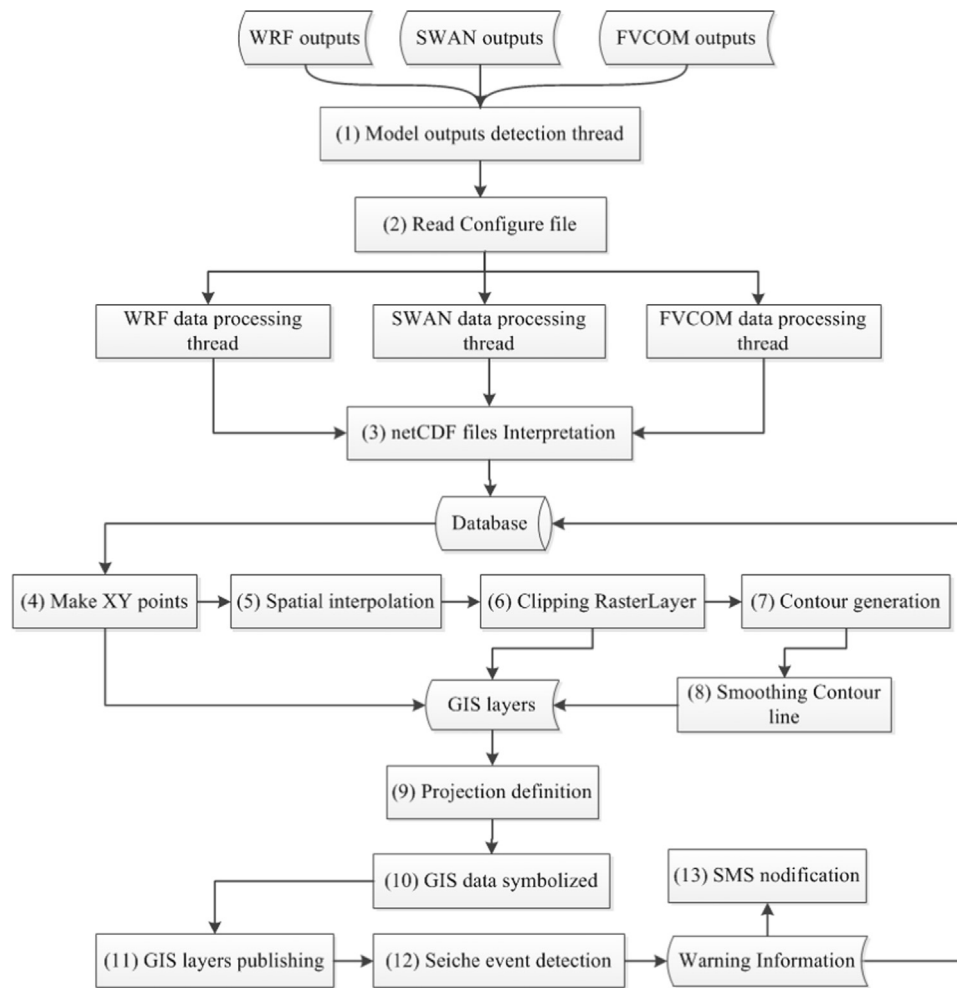 WRF outputs
SWAN outputs
FVCOM outputs
(1) Model outputs detection thread
(2) Read Configure file
WRF data processing
thread
SWAN data processing
thread
FVCOM data processing
thread
(3) netCDF files Interpretation
Database
(4) Make XY points
(5) Spatial interpolation
(6) Clipping RasterLayer
(7) Contour generation
GIS layers
(8) Smoothing Contour
line
(9) Projection definition
(10) GIS data symbolized
(13) SMS nodification
(11) GIS layers publishing
(12) Seiche event detection
Warning Information